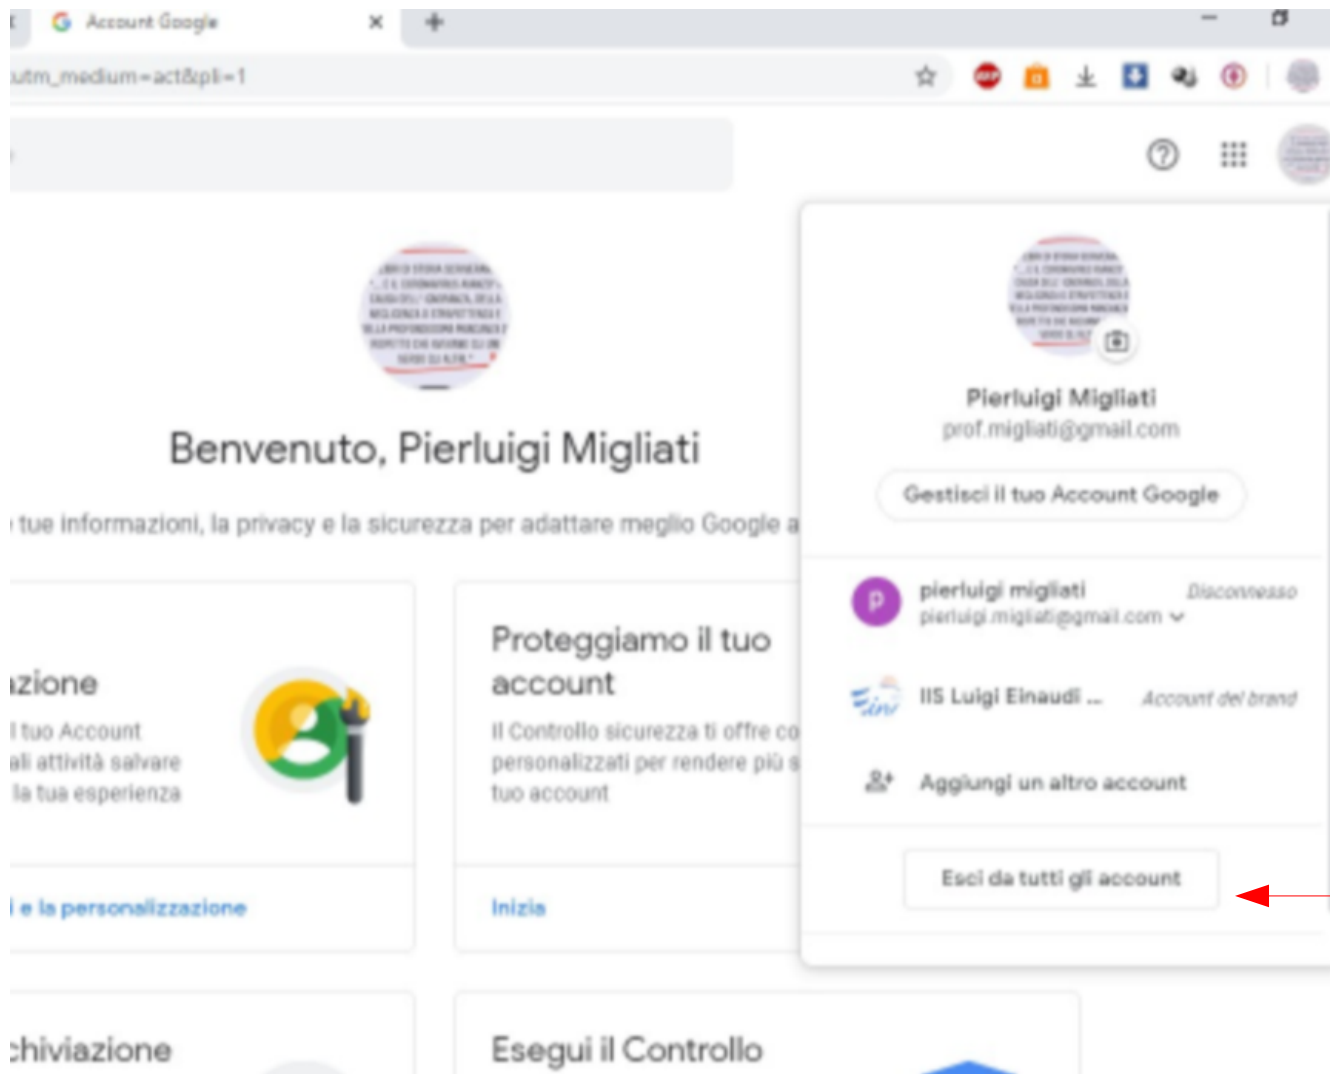 Account Google
utm_medium=act&pli=1
Benvenuto, Pierluigi Migliati
tue informazioni, la privacy e la sicurezza per adattare meglio Google a
Pierluigi Migliati
prof.migliati@gmail.com
Gestisci il tuo Account Google
p
pierluigi migliati Disconnesso
pierluigi.migliati@gmail.com
IIS Luigi Einaudi ... Account del brand
Aggiungi un altro account
Esci da tutti gli account
zione
l tuo Account
ali attività salvare
la tua esperienza
i e la personalizzazione
Proteggiamo il tuo
account
Il Controllo sicurezza ti offre co
personalizzati per rendere più s
tuo account
Inizia
chiviazione
Esegui il Controllo